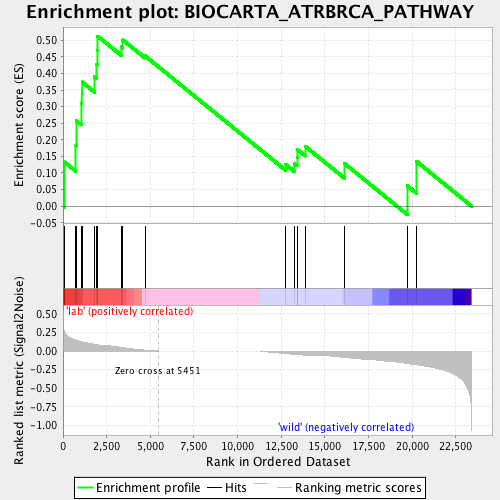 Enrichment plot: BIOCARTA_ATRBRCA_PATHWAY
Enrichment score (ES)
0.50
0.45
0.40
0.35
0.30
0.25
0.20
0.15
0.10
0.05
0.00
-0.05
'lab' (positively correlated)
Ranked list metric (Signal2Noise)
0.50
0.25
0.00
-0.25
-0.50
-0.75
-1.00
Zero cross at 5451
'wild' (negatively correlated)
0 2,500 5,000 7,500 10,000 12,500 15,000 17,500 20,000 22,500
Rank in Ordered Dataset
Enrichment profile Hits Ranking metric scores